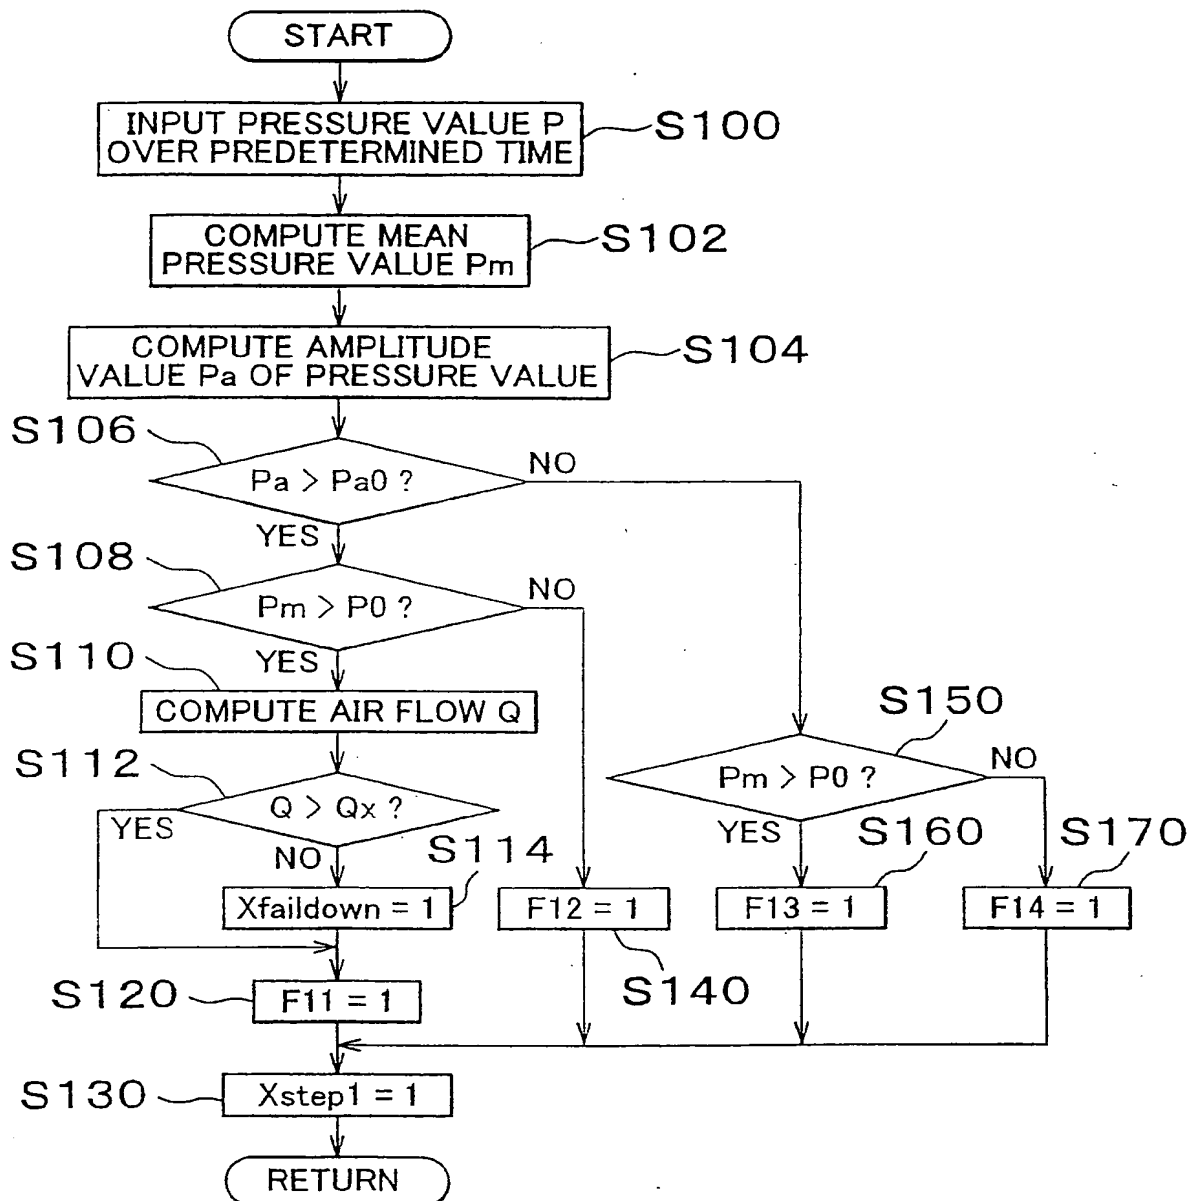 START
INPUT PRESSURE VALUE P
OVER PREDETERMINED TIME
S100
COMPUTE MEAN
PRESSURE VALUE Pm
S102
COMPUTE AMPLITUDE
VALUE Pa OF PRESSURE VALUE
S104
S106
Pa > Pa0 ?
NO
YES
S108
Pm > P0 ?
NO
YES
S110
COMPUTE AIR FLOW Q
S112
Q > Qx ?
YES
NO
S150
Pm > P0 ?
NO
YES
S114
Xfaildown = 1
F12 = 1
S140
S160
F13 = 1
S170
F14 = 1
S120
F11 = 1
S130
Xstep1 = 1
RETURN